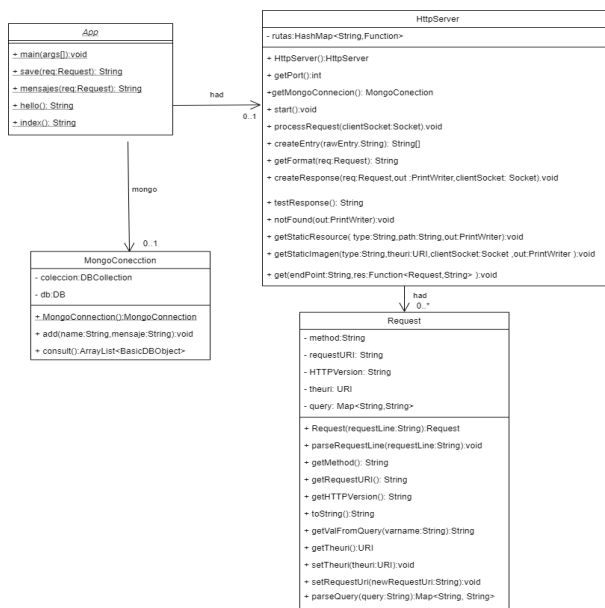 App
+ main(args[]):void
+ save(req:Request): String
+ mensajes(req:Request): String
+ hello(): String
+ index(): String
had
0..1
mongo
0..1
MongoConecction
- coleccion:DBCollection
- db:DB
+ MongoConnection():MongoConnection
+ add(name:String,mensaje:String):void
+ consult():ArrayList<BasicDBObject>
HttpServer
- rutas:HashMap<String,Function>
+ HttpServer():HttpServer
+ getPort():int
+getMongoConnecion(): MongoConection
+ start():void
+ processRequest(clientSocket:Socket).void
+ createEntry(rawEntry.String): String[]
+ getFormat(req:Request): String
+ createResponse(req:Request,out :PrintWriter,clientSocket: Socket).void
+ testResponse(): String
+ notFound(out:PrintWriter):void
+ getStaticResource( type:String,path:String,out:PrintWriter):void
+ getStaticImagen(type:String,theuri:URI,clientSocket:Socket ,out:PrintWriter ):void
+ get(endPoint:String,res:Function<Request,String> ):void
had
0..*
Request
- method:String
- requestURI: String
- HTTPVersion: String
- theuri: URI
- query: Map<String,String>
+ Request(requestLine:String):Request
+ parseRequestLine(requestLine:String):void
+ getMethod(): String
+ getRequestURI(): String
+ getHTTPVersion(): String
+ toString():String
+ getValFromQuery(varname:String):String
+ getTheuri():URI
+ setTheuri(theuri:URI):void
+ setRequestUri(newRequestUri:String):void
+ parseQuery(query:String):Map<String, String>